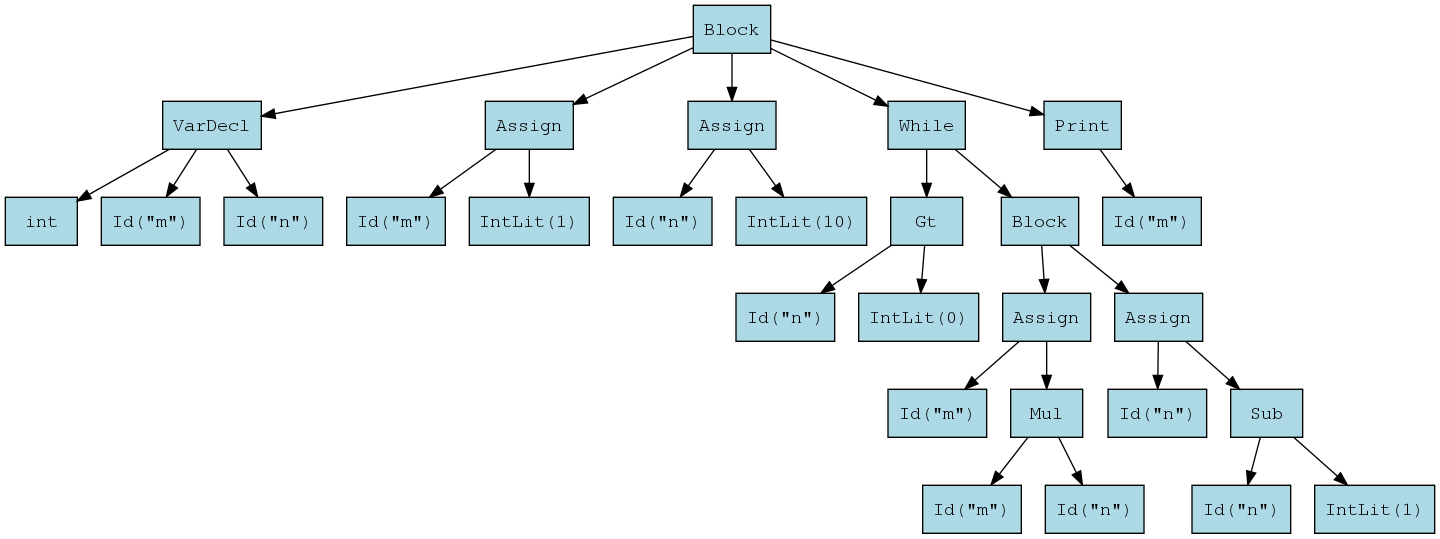 Block
VarDecl Assign Assign While Print
int Id("m") Id("n") Id("m") IntLit(1) Id("n") IntLit(10) Gt Block Id("m")
Id("n") IntLit(0) Assign Assign
Id("m") Mul Id("n") Sub
Id("m") Id("n") Id("n") IntLit(1)